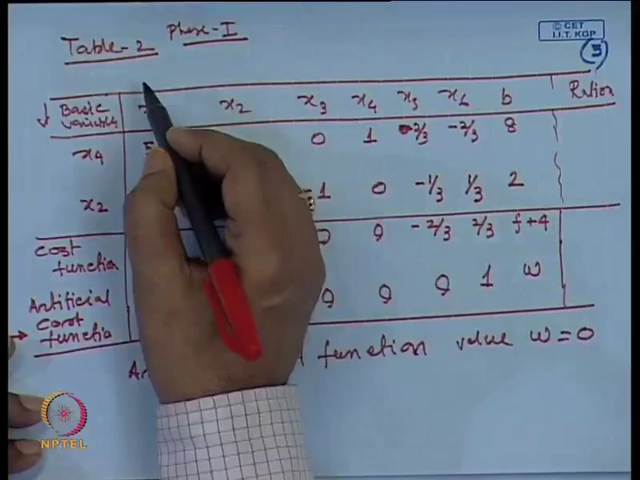 © CET
I.I.T. KGP
5
Table-2 Phase-I
Basic variables x₂ x₃ x₄ x₅ x₆ b Ratios
x₄ 0 1 2/3 -2/3 8
x₂ 1 0 -1/3 1/3 2
Cost function 0 -2/3 2/3 f+4
Artificial cost function 0 0 0 1 w
function value w=0
NPTEL